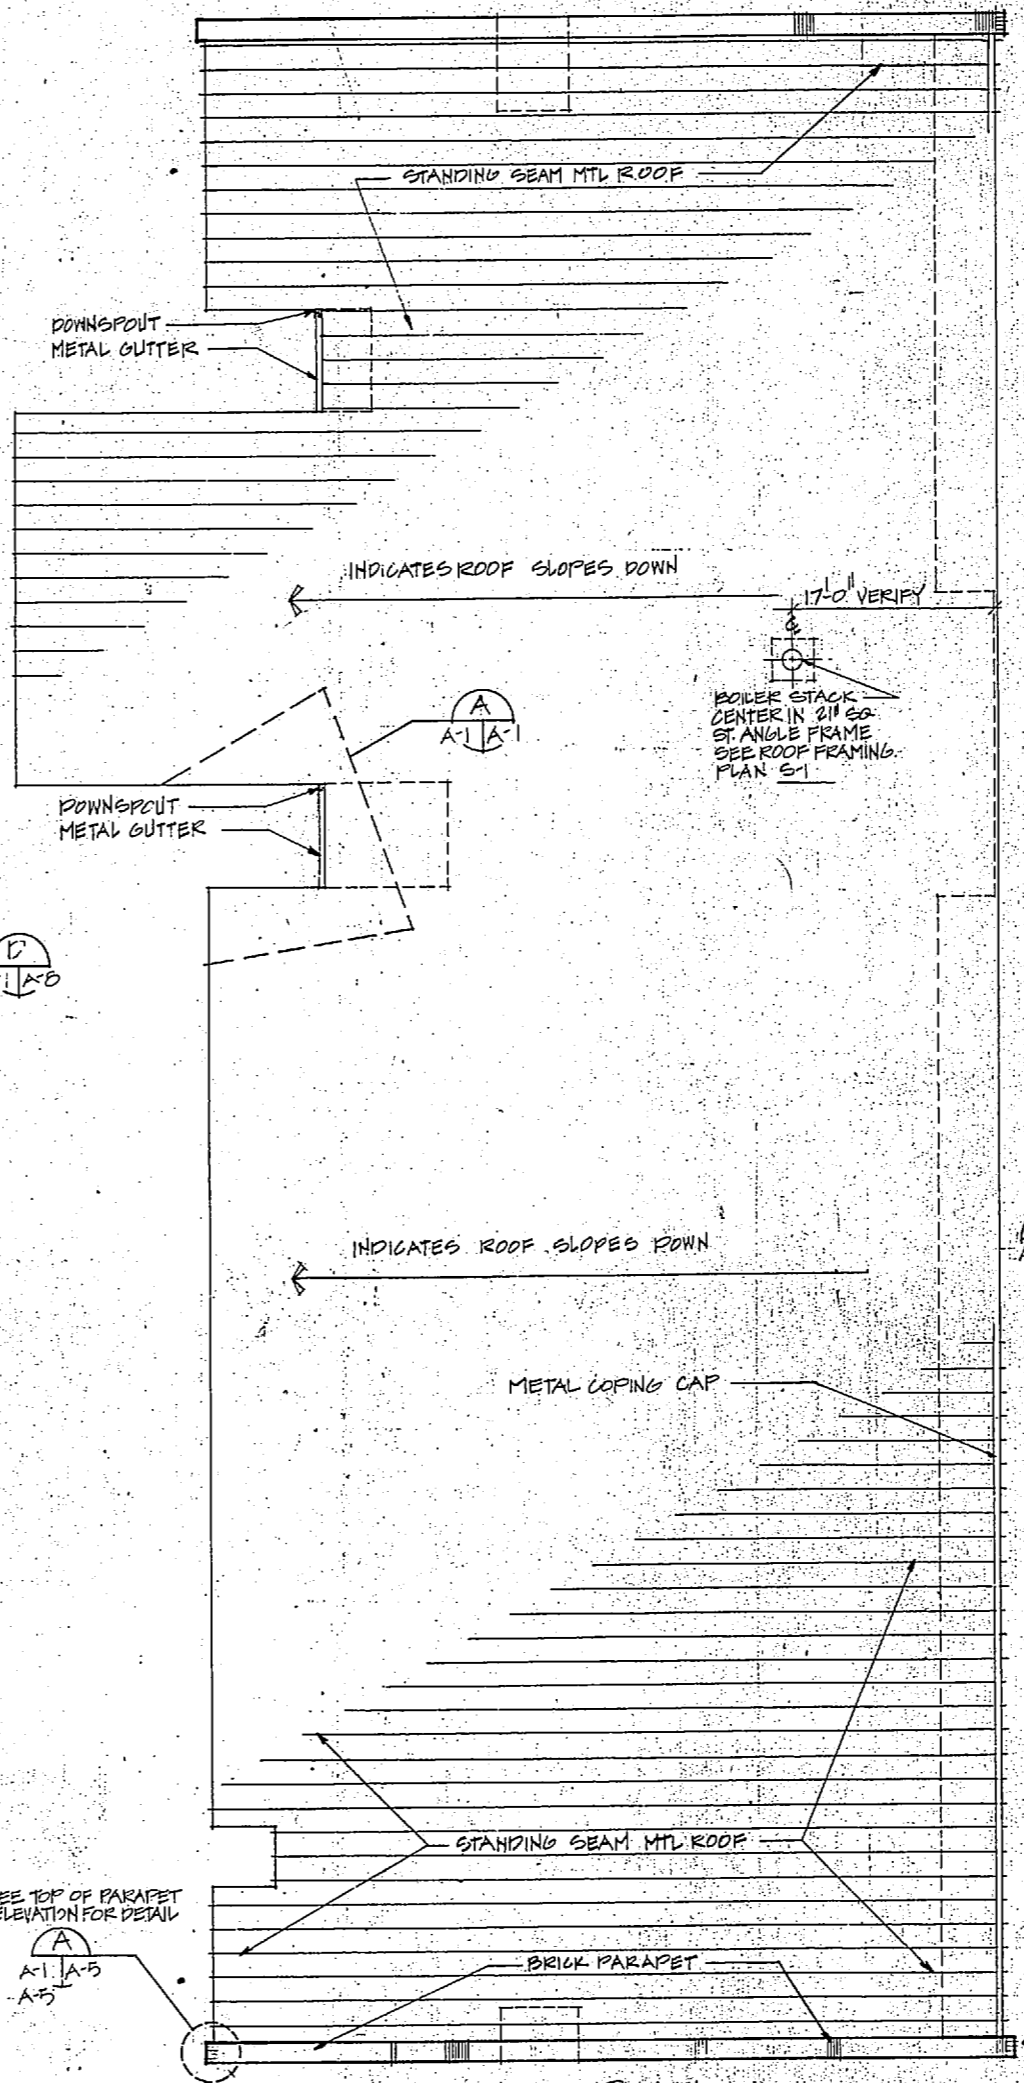 STANDING SEAM MTL ROOF
DOWNSPOUT
METAL GUTTER
INDICATES ROOF SLOPES DOWN
17'-0" VERIFY
BOILER STACK
CENTER IN 21" SQ
ST. ANGLE FRAME
SEE ROOF FRAMING
PLAN S-1
A
A-1 A-1
DOWNSPOUT
METAL GUTTER
A-8
INDICATES ROOF SLOPES DOWN
METAL COPING CAP
STANDING SEAM MTL ROOF
TOP OF PARAPET
ELEVATION FOR DETAIL
A
A-1 A-5
A-5
BRICK PARAPET